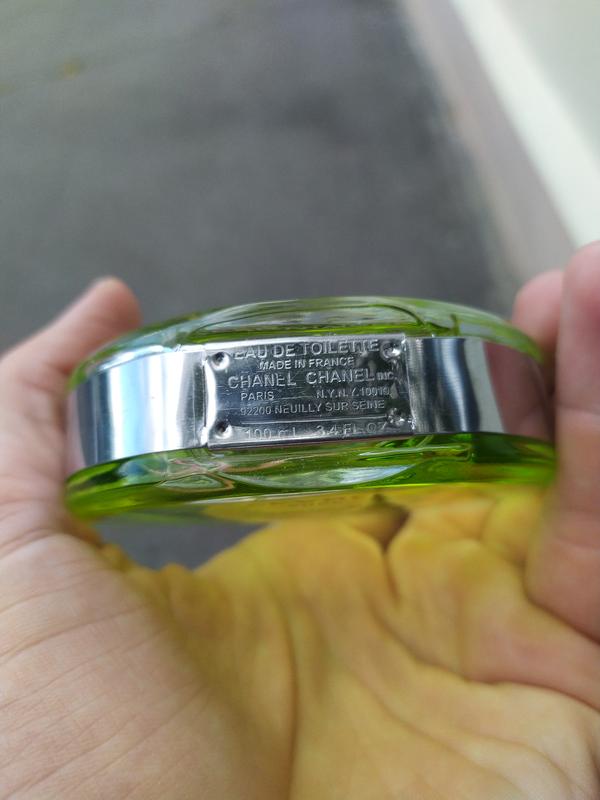 EAU DE TOILETTE
MADE IN FRANCE
CHANEL CHANEL INC
PARIS N.Y. N.Y. 10019
92200 NEUILLY SUR SEINE
100 mL 3.4 FL.OZ